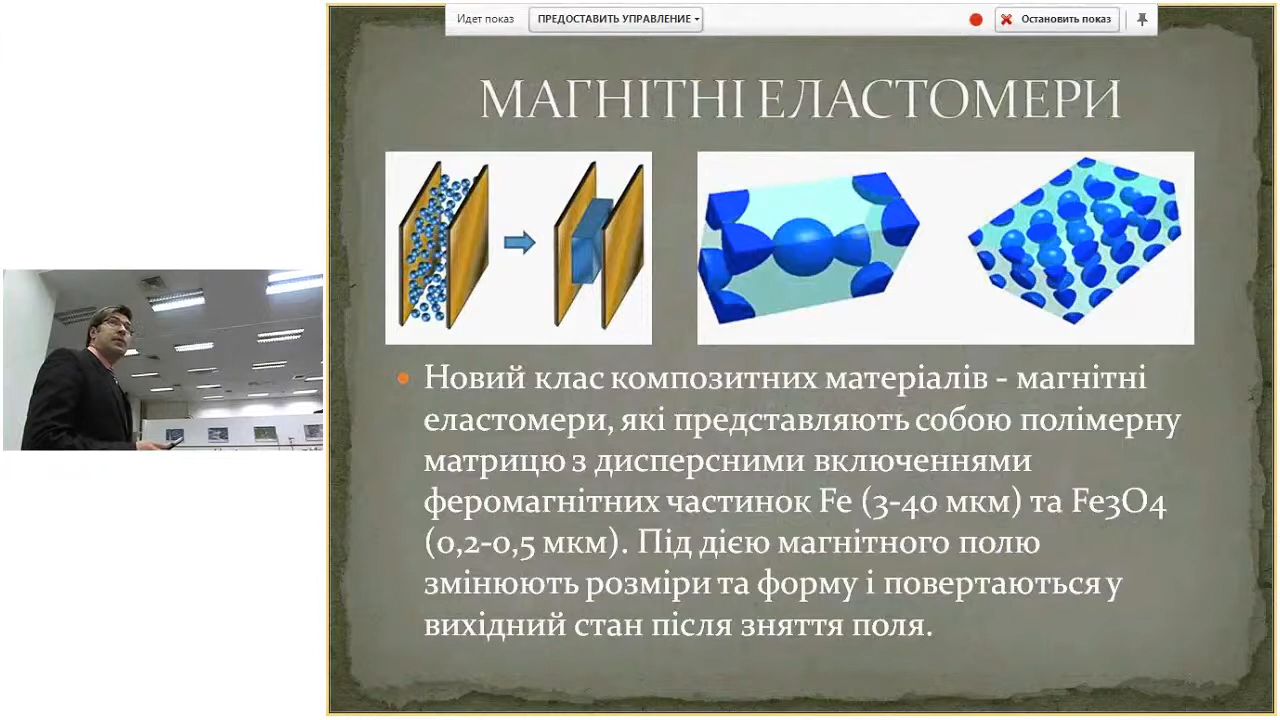 Идет показ
ПРЕДОСТАВИТЬ УПРАВЛЕНИЕ
Остановить показ
МАГНІТНІ ЕЛАСТОМЕРИ
Новий клас композитних матеріалів - магнітні
еластомери, які представляють собою полімерну
матрицю з дисперсними включеннями
феромагнітних частинок Fe (3-40 мкм) та Fe3O4
(0,2-0,5 мкм). Під дією магнітного полю
змінюють розміри та форму і повертаються у
вихідний стан після зняття поля.